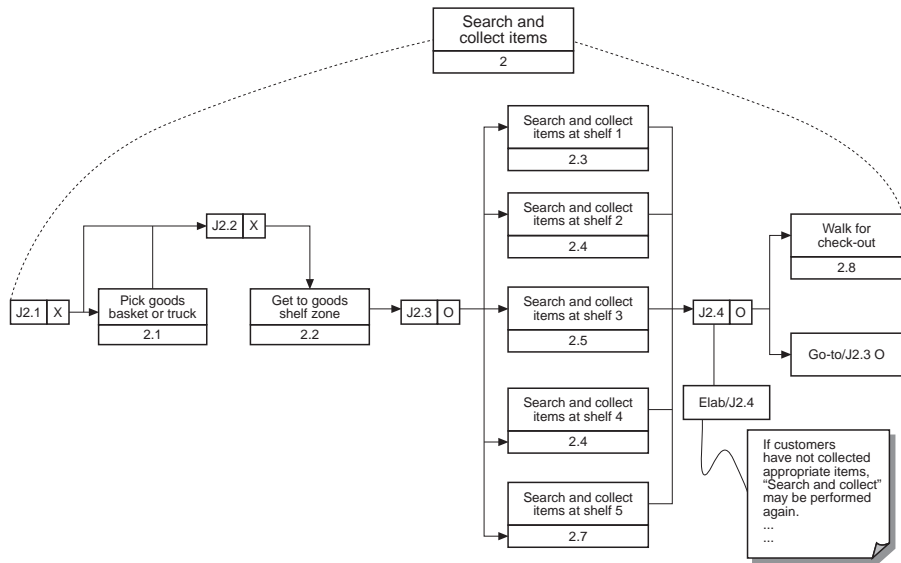 Search and
collect items
2
Search and collect
items at shelf 1
2.3
Search and collect
items at shelf 2
2.4
J2.2 X
Walk for
check-out
2.8
J2.1 X
Pick goods
basket or truck
2.1
Get to goods
shelf zone
2.2
J2.3 O
Search and collect
items at shelf 3
2.5
J2.4 O
Go-to/J2.3 O
Search and collect
items at shelf 4
2.4
Elab/J2.4
Search and collect
items at shelf 5
2.7
If customers
have not collected
appropriate items,
“Search and collect”
may be performed
again.
...
...